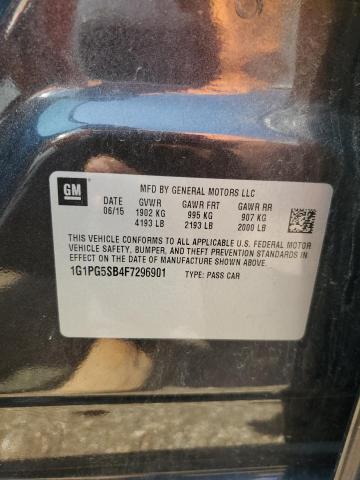 GM
MFD BY GENERAL MOTORS LLC
DATE GVWR GAWR FRT GAWR RR
06/15 1902 KG 995 KG 907 KG
4193 LB 2193 LB 2000 LB
THIS VEHICLE CONFORMS TO ALL APPLICABLE U.S. FEDERAL MOTOR
VEHICLE SAFETY, BUMPER, AND THEFT PREVENTION STANDARDS
IN EFFECT ON THE DATE OF MANUFACTURE SHOWN ABOVE.
1G1PG5SB4F7296901 TYPE: PASS CAR